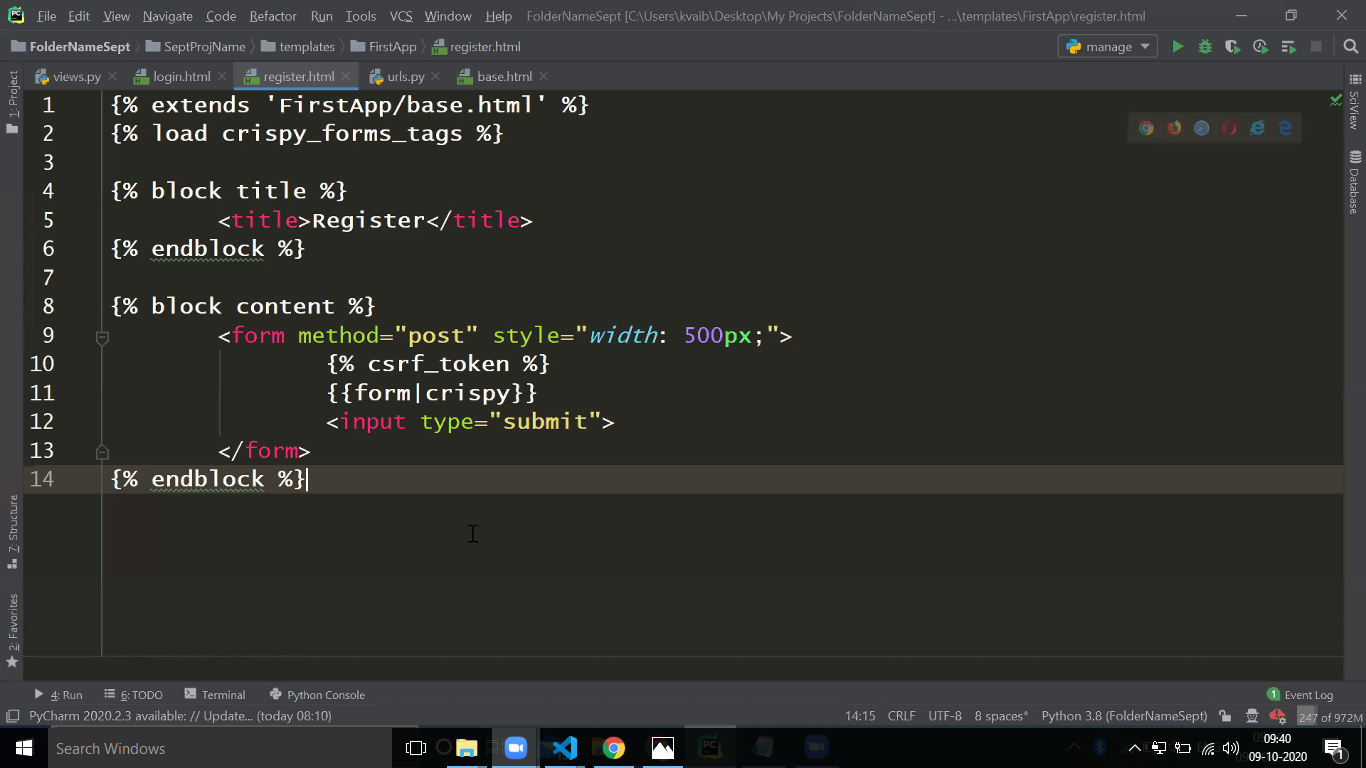 File Edit View Navigate Code Refactor Run Tools VCS Window Help FolderNameSept [C:\Users\kvaib\Desktop\My Projects\FolderNameSept] - ...\templates\FirstApp\register.html
FolderNameSept SeptProjName templates FirstApp register.html manage
views.py login.html register.html urls.py base.html
1: Project
SciView
Database
7: Structure
2: Favorites
1 {% extends 'FirstApp/base.html' %}
2 {% load crispy_forms_tags %}
3
4 {% block title %}
5 <title>Register</title>
6 {% endblock %}
7
8 {% block content %}
9 <form method="post" style="width: 500px;">
10 {% csrf_token %}
11 {{form|crispy}}
12 <input type="submit">
13 </form>
14 {% endblock %}
4: Run 6: TODO Terminal Python Console 1 Event Log
PyCharm 2020.2.3 available: // Update... (today 08:10) 14:15 CRLF UTF-8 8 spaces* Python 3.8 (FolderNameSept) 247 of 972M
Search Windows
09:40
09-10-2020
1